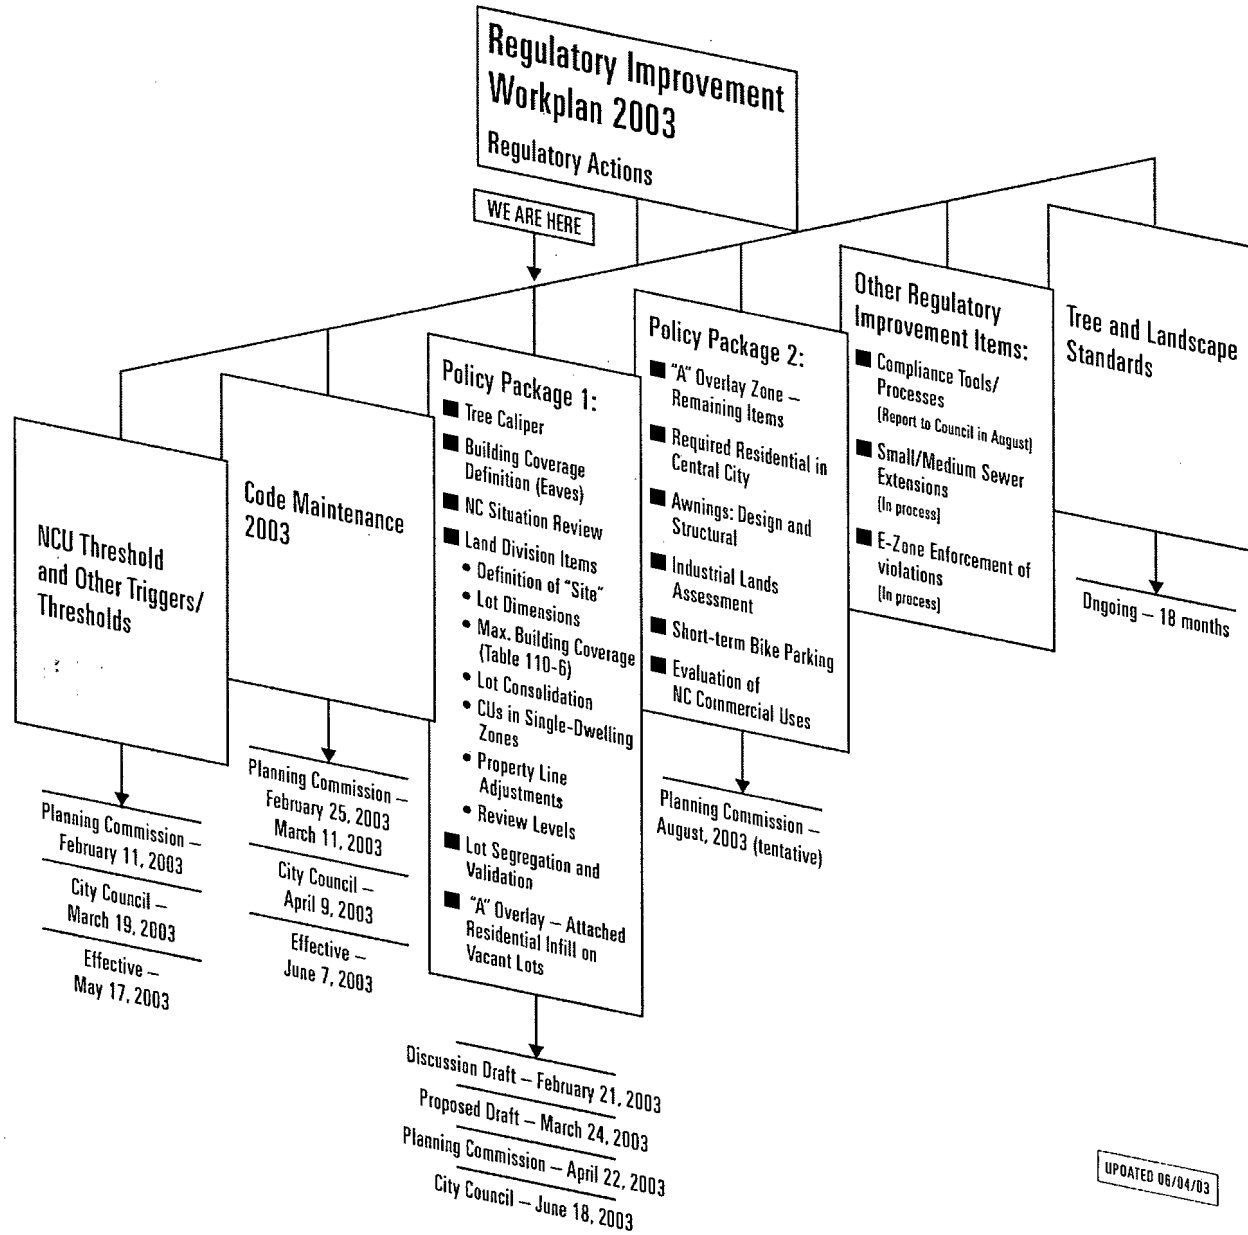 Regulatory Improvement
Workplan 2003
Regulatory Actions
WE ARE HERE
NCU Threshold
and Other Triggers/
Thresholds
Planning Commission –
February 11, 2003
City Council –
March 19, 2003
Effective –
May 17, 2003
Code Maintenance
2003
Planning Commission –
February 25, 2003
March 11, 2003
City Council –
April 9, 2003
Effective –
June 7, 2003
Policy Package 1:
■ Tree Caliper
■ Building Coverage
Definition (Eaves)
■ NC Situation Review
■ Land Division Items
• Definition of "Site"
• Lot Dimensions
• Max. Building Coverage
(Table 110-6)
• Lot Consolidation
• CUs in Single-Dwelling
Zones
• Property Line
Adjustments
• Review Levels
■ Lot Segregation and
Validation
■ "A" Overlay – Attached
Residential Infill on
Vacant Lots
Discussion Draft – February 21, 2003
Proposed Draft – March 24, 2003
Planning Commission – April 22, 2003
City Council – June 18, 2003
Policy Package 2:
■ "A" Overlay Zone –
Remaining Items
■ Required Residential in
Central City
■ Awnings: Design and
Structural
■ Industrial Lands
Assessment
■ Short-term Bike Parking
■ Evaluation of
NC Commercial Uses
Planning Commission –
August, 2003 (tentative)
Other Regulatory
Improvement Items:
■ Compliance Tools/
Processes
(Report to Council in August)
■ Small/Medium Sewer
Extensions
(In process)
■ E-Zone Enforcement of
violations
(In process)
Tree and Landscape
Standards
Ongoing – 18 months
UPDATED 06/04/03